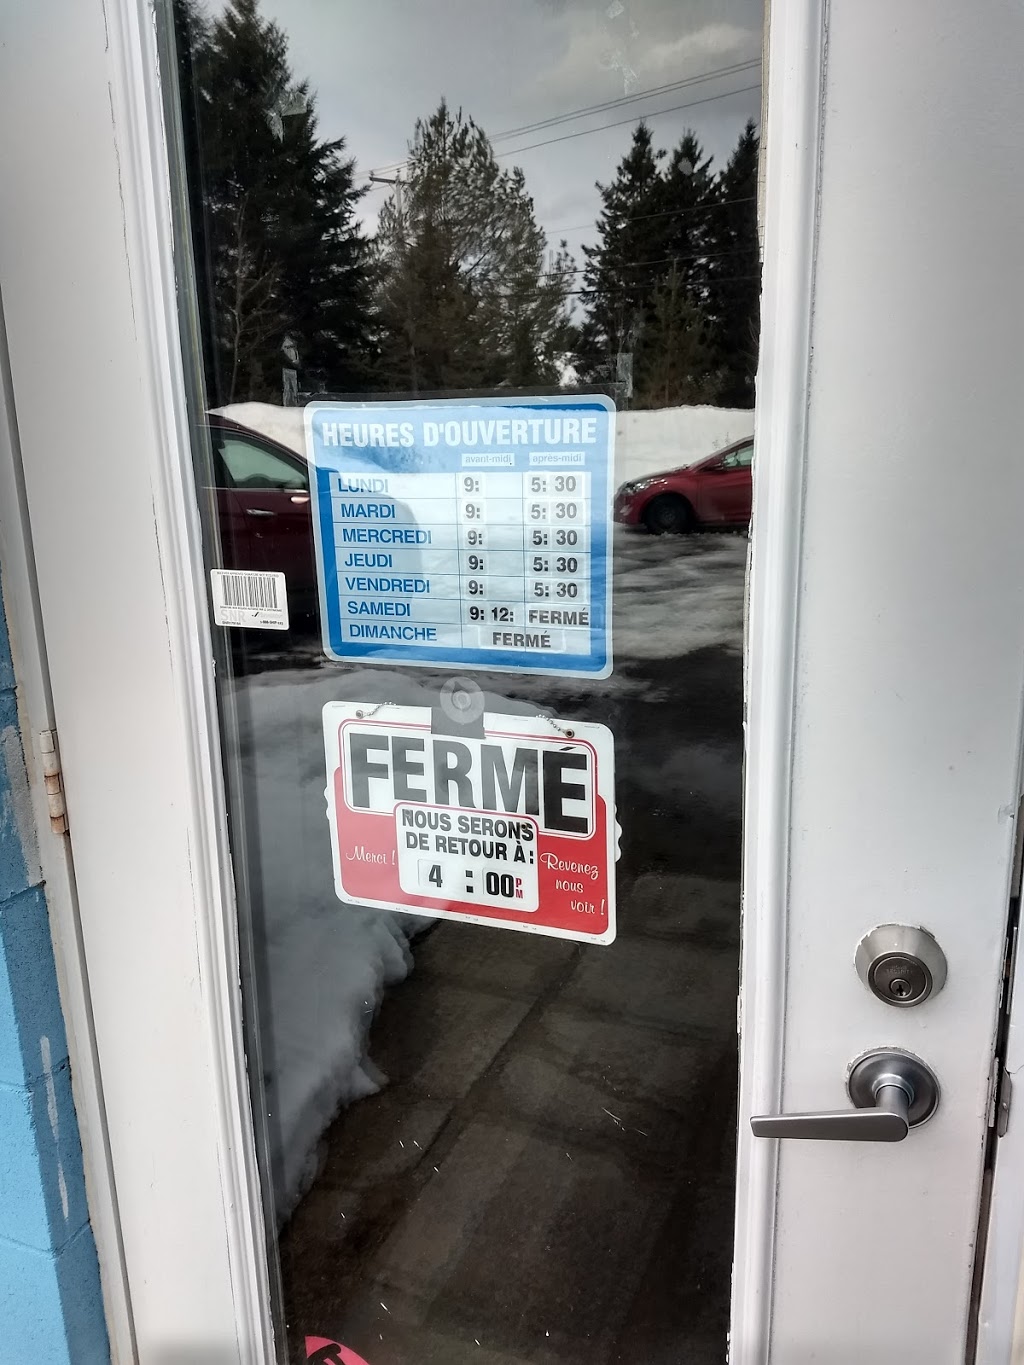 HEURES D'OUVERTURE
avant-midi après-midi
LUNDI 9: 5: 30
MARDI 9: 5: 30
MERCREDI 9: 5: 30
JEUDI 9: 5: 30
VENDREDI 9: 5: 30
SAMEDI 9: 12: FERMÉ
DIMANCHE FERMÉ
SNR
FERMÉ
NOUS SERONS
DE RETOUR À:
4 : 00 PM
Merci !
Revenez
nous
voir !